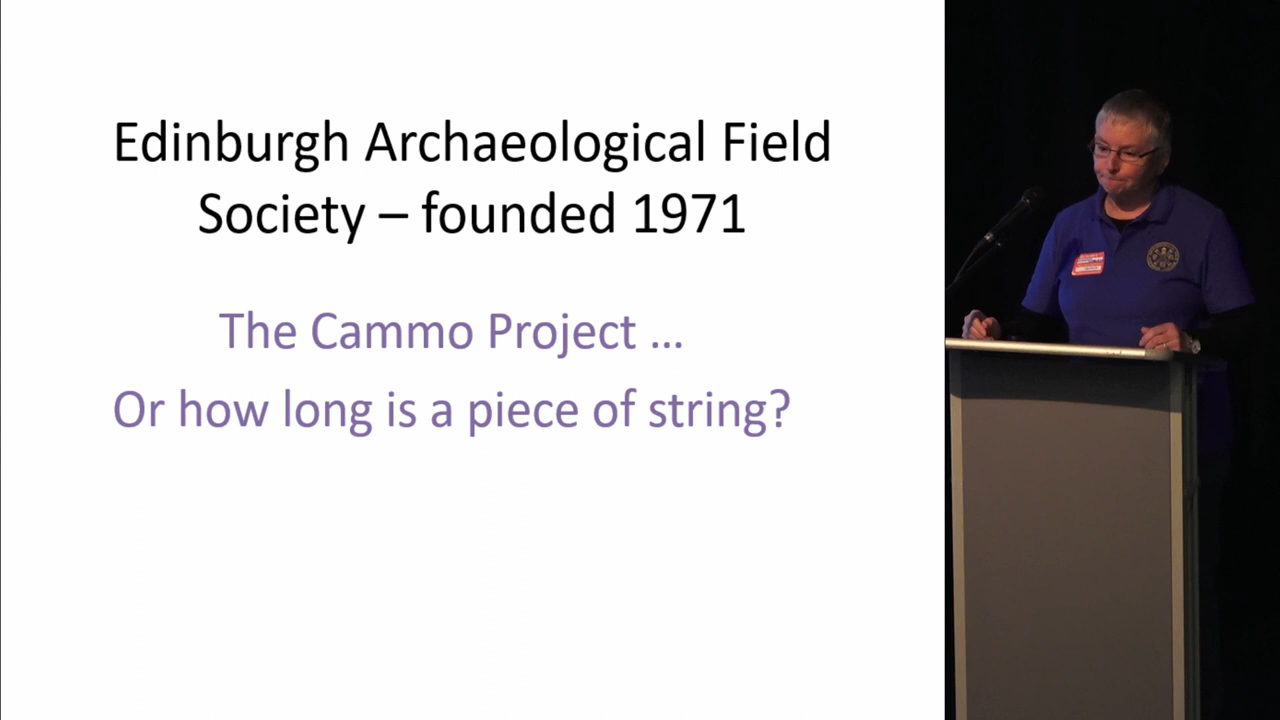 Edinburgh Archaeological Field
Society – founded 1971
The Cammo Project ...
Or how long is a piece of string?